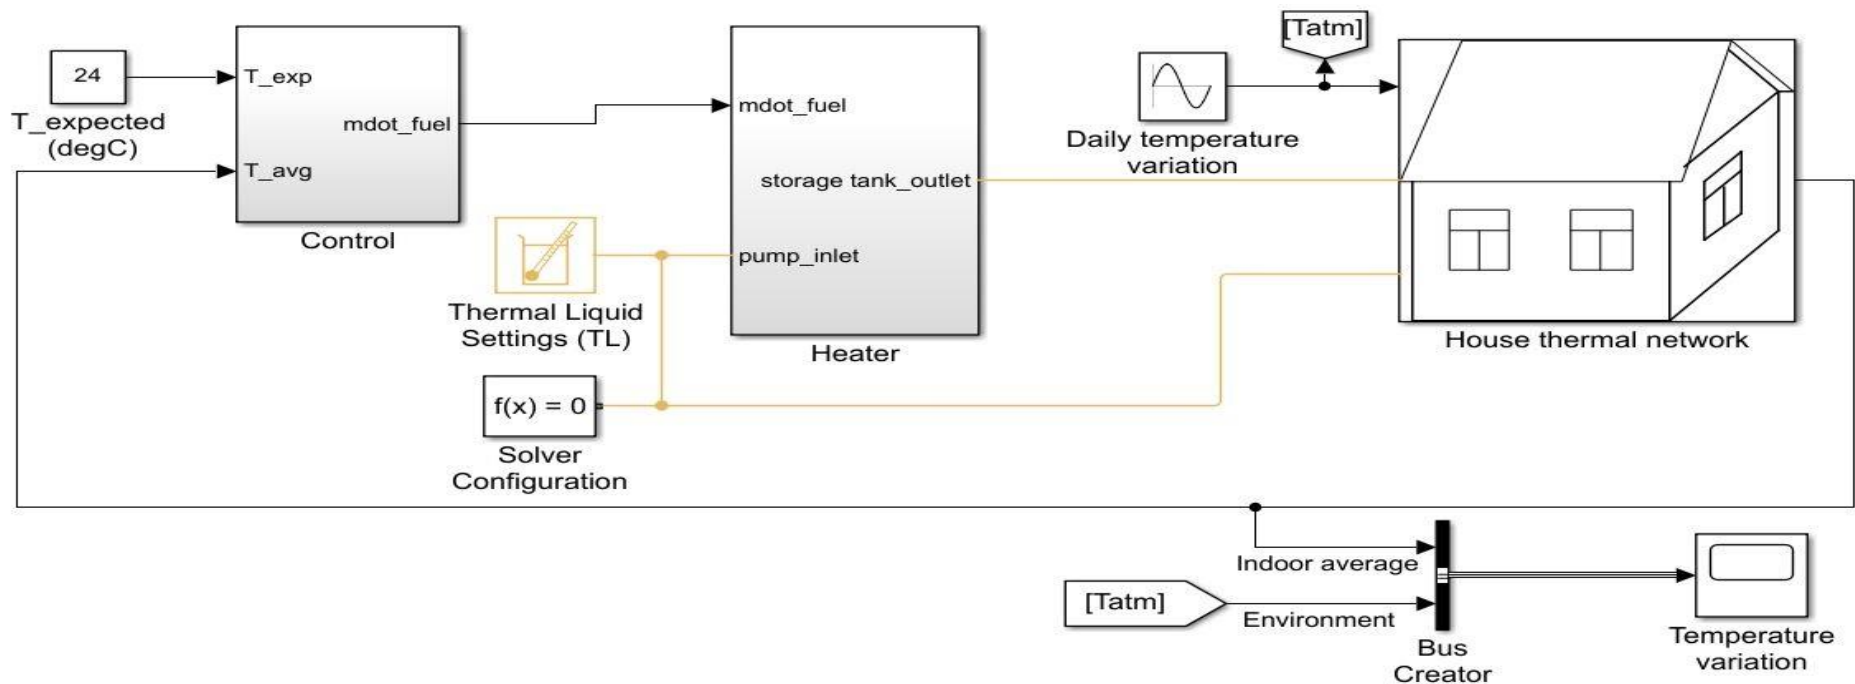 [Tatm]
24
T_exp
T_expected
(degC)
mdot_fuel
T_avg
Control
mdot_fuel
storage tank_outlet
pump_inlet
Heater
Daily temperature
variation
House thermal network
Thermal Liquid
Settings (TL)
f(x) = 0
Solver
Configuration
Indoor average
[Tatm]
Environment
Bus
Creator
Temperature
variation